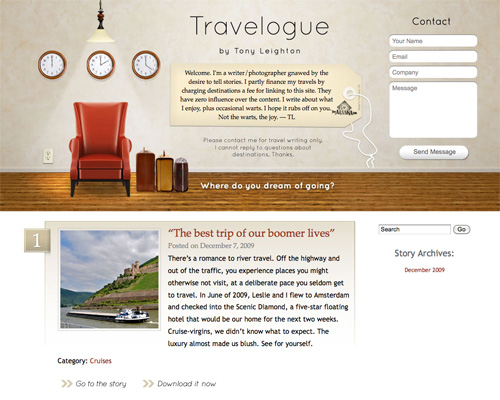 Travelogue
by Tony Leighton
Welcome. I'm a writer/photographer gnawed by the
desire to tell stories. I partly finance my travels by
charging destinations a fee for linking to this site. They
have zero influence over the content. I write about what
I enjoy, plus occasional warts. I hope it rubs off on you.
Not the warts, the joy. — TL
Please contact me for travel writing only.
I cannot reply to questions about
destinations. Thanks.
Where do you dream of going?
Contact
Your Name
Email
Company
Message
Send Message
1
“The best trip of our boomer lives”
Posted on December 7, 2009
There's a romance to river travel. Off the highway and
out of the traffic, you experience places you might
otherwise not visit, at a deliberate pace you seldom get
to travel. In June of 2009, Leslie and I flew to Amsterdam
and checked into the Scenic Diamond, a five-star floating
hotel that would be our home for the next two weeks.
Cruise-virgins, we didn't know what to expect. The
luxury almost made us blush. See for yourself.
Category: Cruises
Go to the story
Download it now
Search
Go
Story Archives:
December 2009